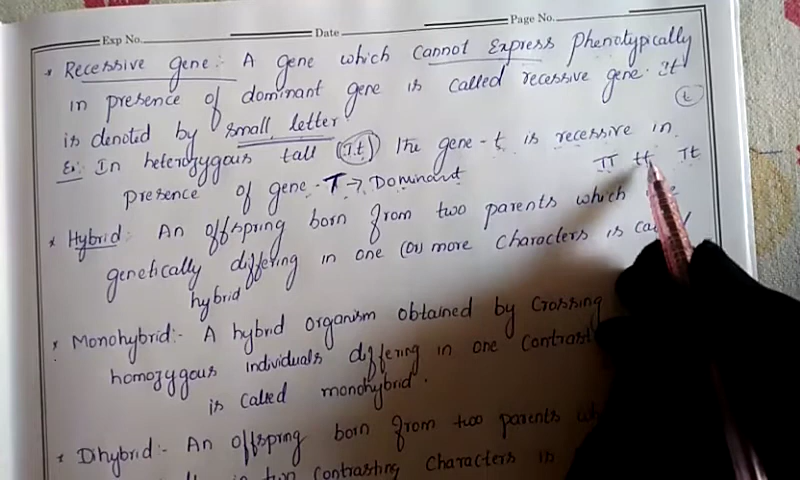 Exp No. Date Page No.
* Recessive gene:- A gene which cannot Express phenotypically
in presence of dominant gene is called recessive gene. It
is denoted by small letter (t)
Ex: In heterozygous tall (Tt) the gene-t is recessive in
presence of gene-T→ Dominant TT tt Tt
* Hybrid: An offspring born from two parents which
genetically differing in one (or) more characters is
hybrid
* Monohybrid:- A hybrid organism obtained by crossing
homozygous individuals differing in one
is called monohybrid.
* Dihybrid:- An offspring born from two parents
in two contrasting characters in